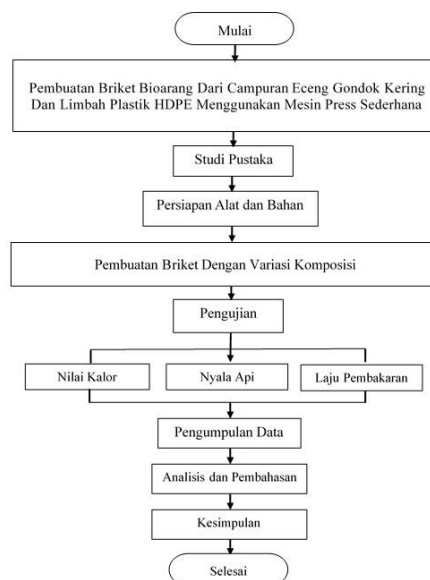 Mulai
Pembuatan Briket Bioarang Dari Campuran Eceng Gondok Kering
Dan Limbah Plastik HDPE Menggunakan Mesin Press Sederhana
Studi Pustaka
Persiapan Alat dan Bahan
Pembuatan Briket Dengan Variasi Komposisi
Pengujian
Nilai Kalor
Nyala Api
Laju Pembakaran
Pengumpulan Data
Analisis dan Pembahasan
Kesimpulan
Selesai